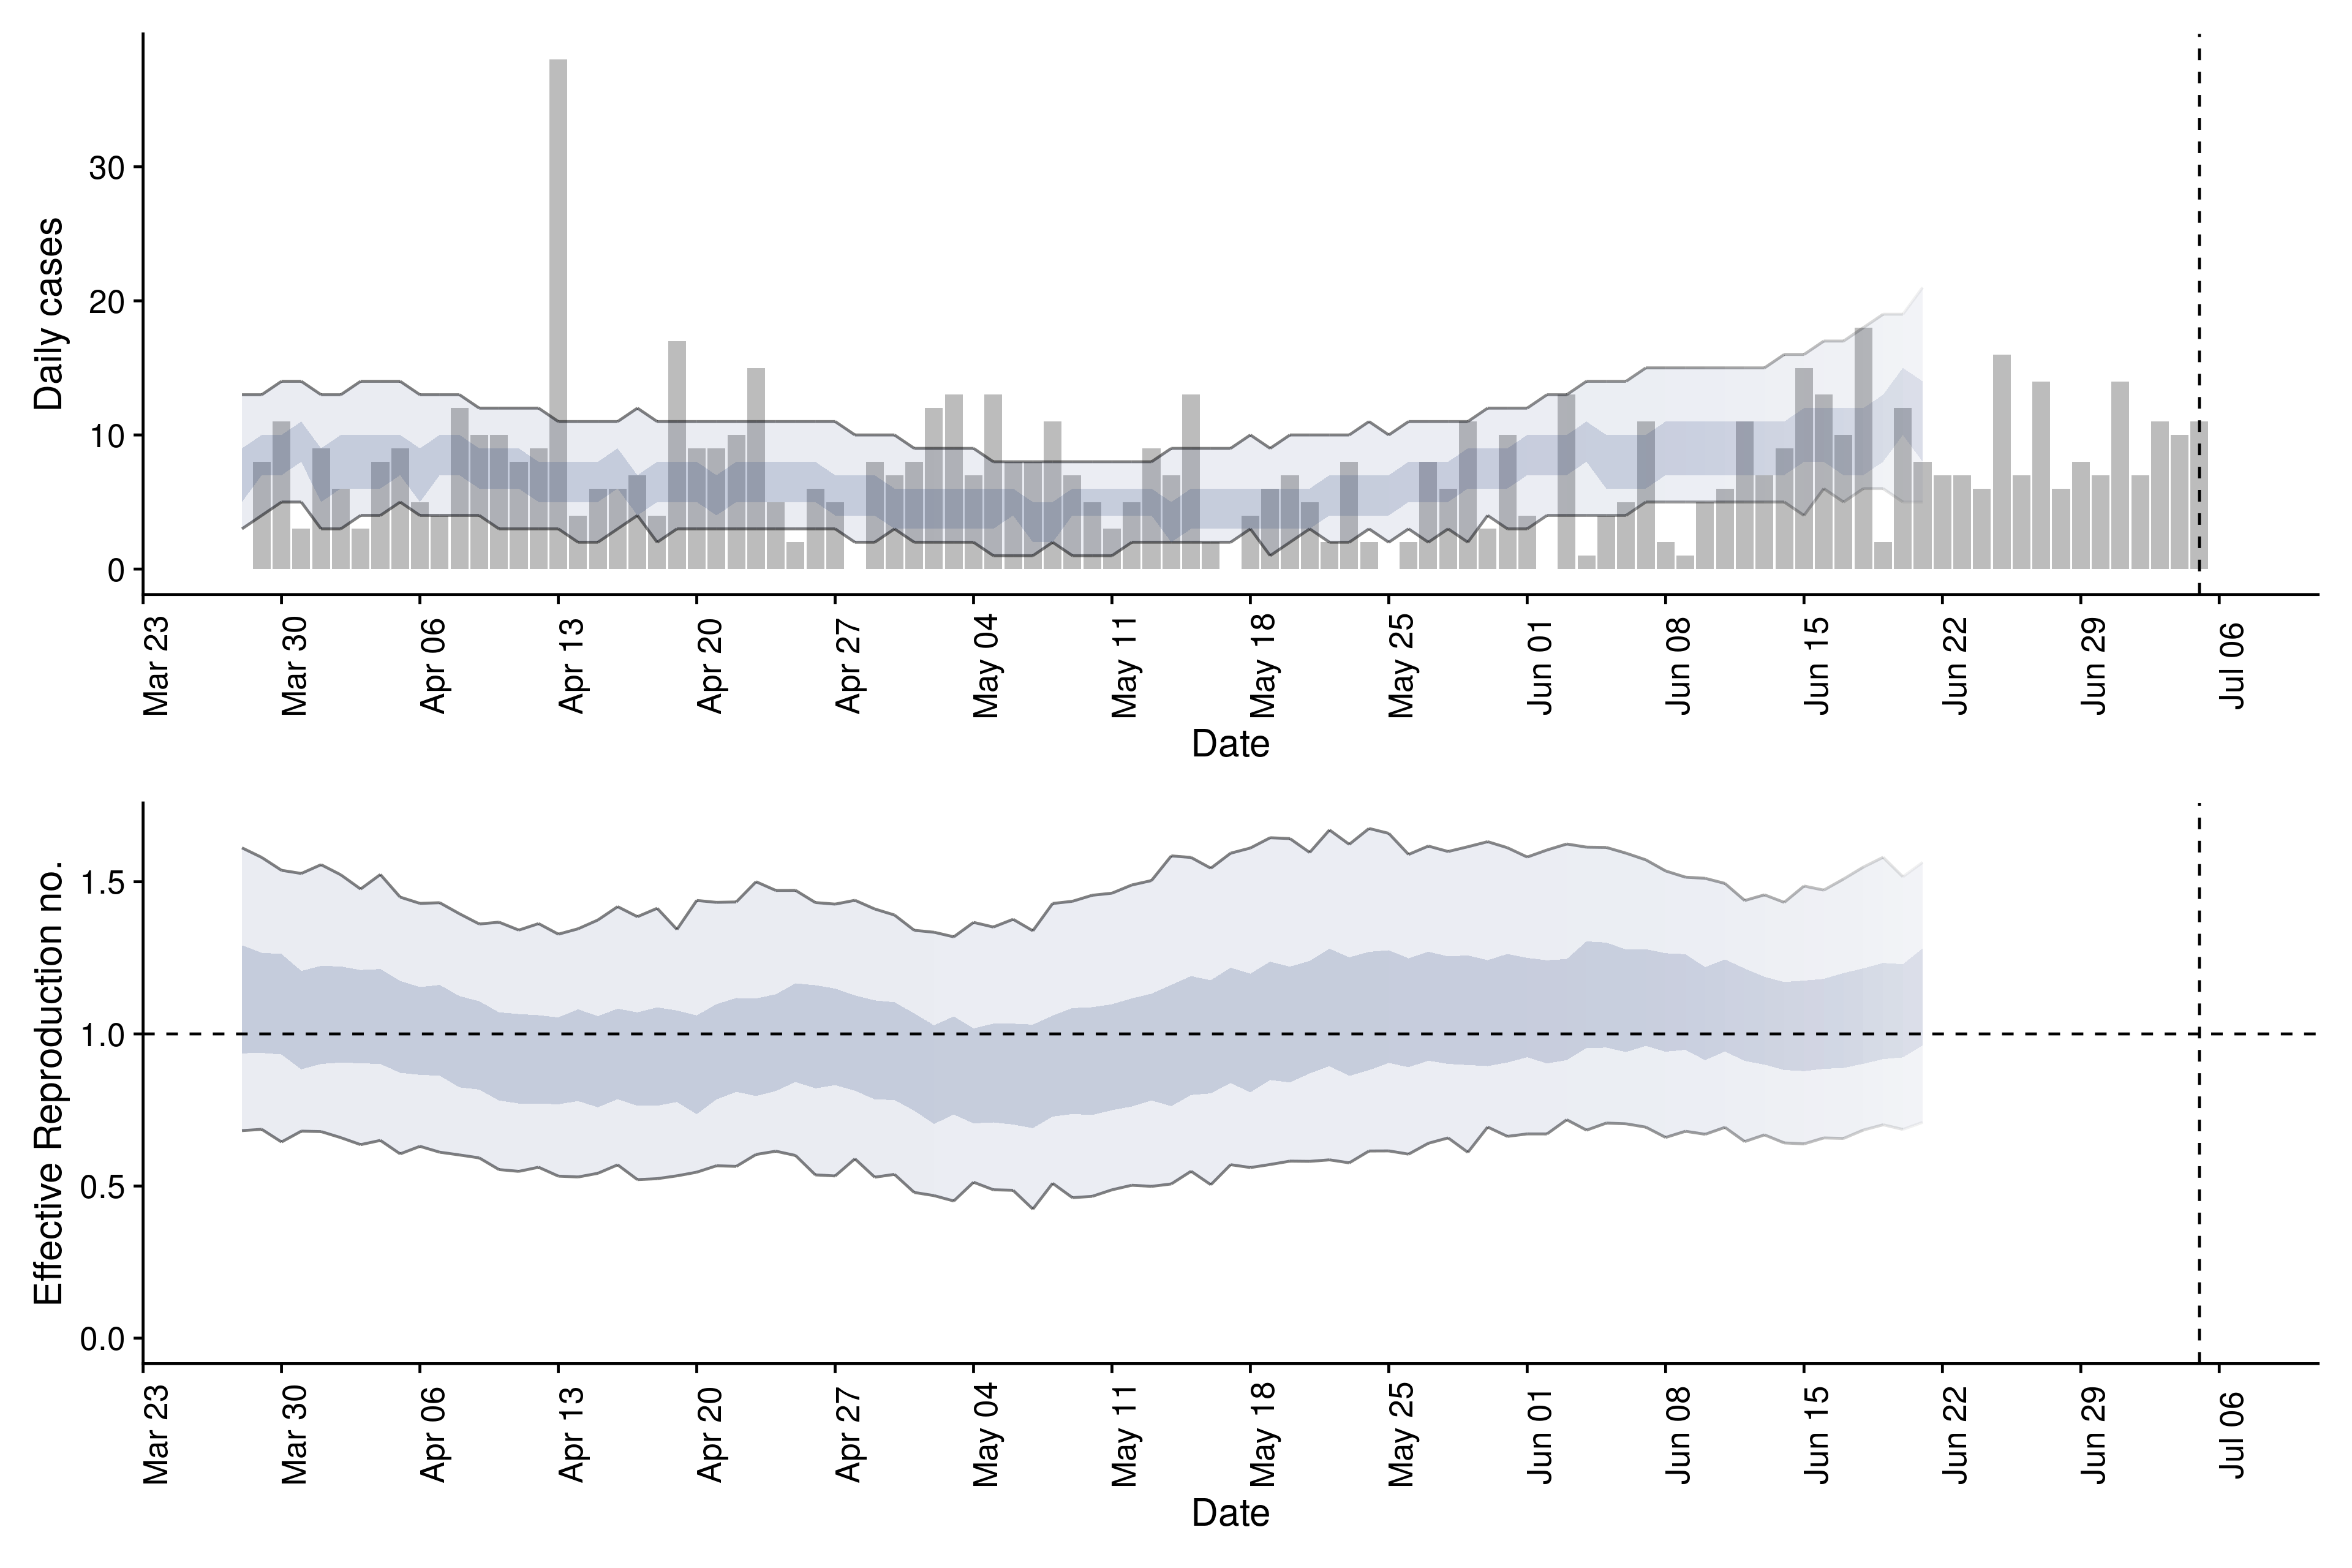 Daily cases
30
20
10
0
Mar 23
Mar 30
Apr 06
Apr 13
Apr 20
Apr 27
May 04
May 11
May 18
May 25
Jun 01
Jun 08
Jun 15
Jun 22
Jun 29
Jul 06
Date
Effective Reproduction no.
1.5
1.0
0.5
0.0
Mar 23
Mar 30
Apr 06
Apr 13
Apr 20
Apr 27
May 04
May 11
May 18
May 25
Jun 01
Jun 08
Jun 15
Jun 22
Jun 29
Jul 06
Date